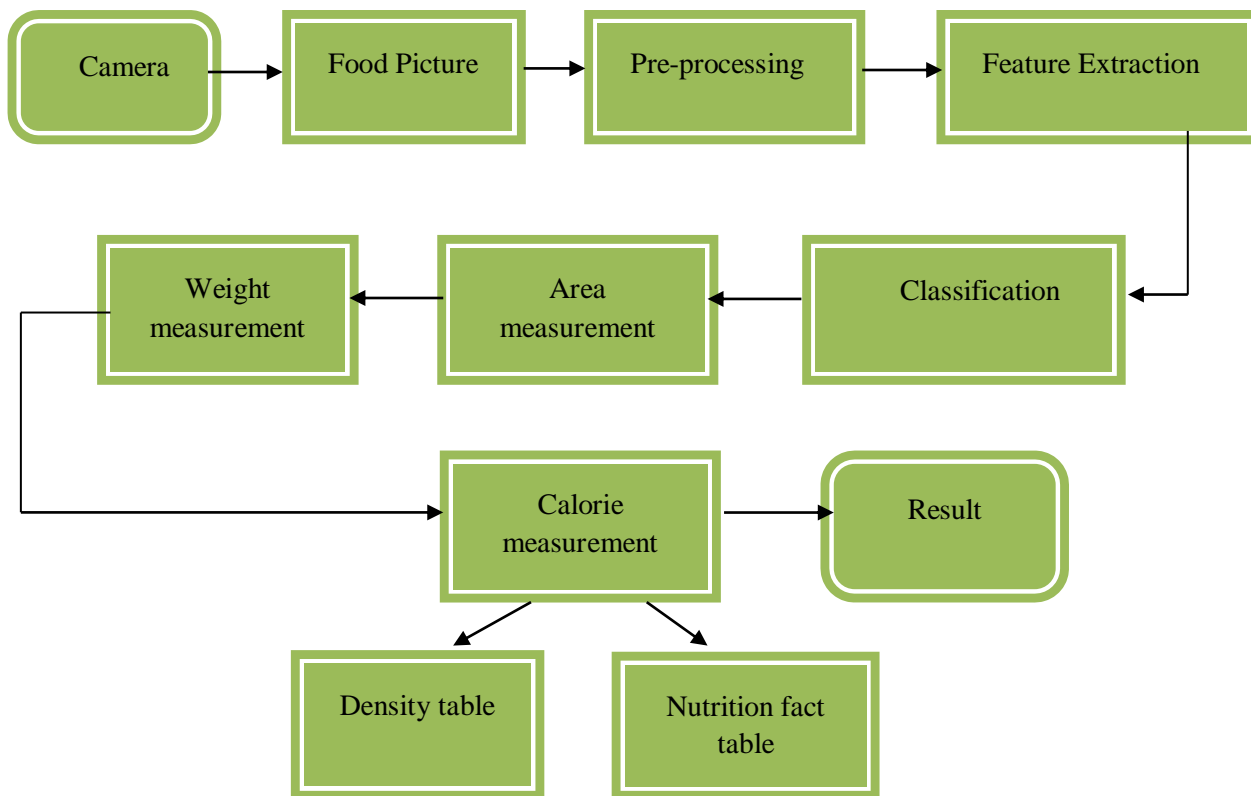 Camera
Food Picture
Pre-processing
Feature Extraction
Classification
Area
measurement
Weight
measurement
Calorie
measurement
Result
Density table
Nutrition fact
table